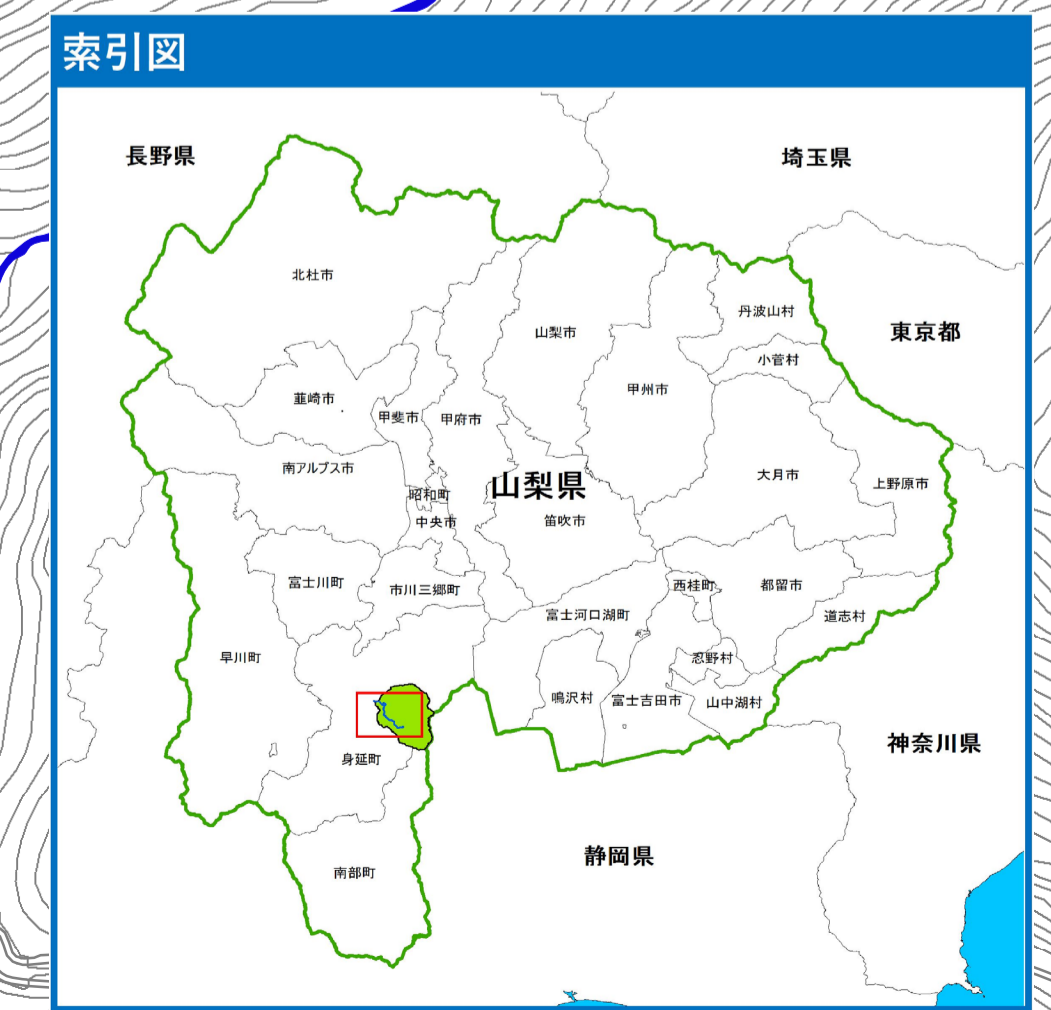 索引図
長野県
埼玉県
北杜市
丹波山村
山梨市
東京都
小菅村
甲州市
韮崎市
甲斐市
甲府市
南アルプス市
大月市
上野原市
山梨県
昭和町
中央市
笛吹市
富士川町
市川三郷町
西桂町
都留市
富士河口湖町
道志村
早川町
忍野村
鳴沢村
富士吉田市
山中湖村
神奈川県
身延町
静岡県
南部町